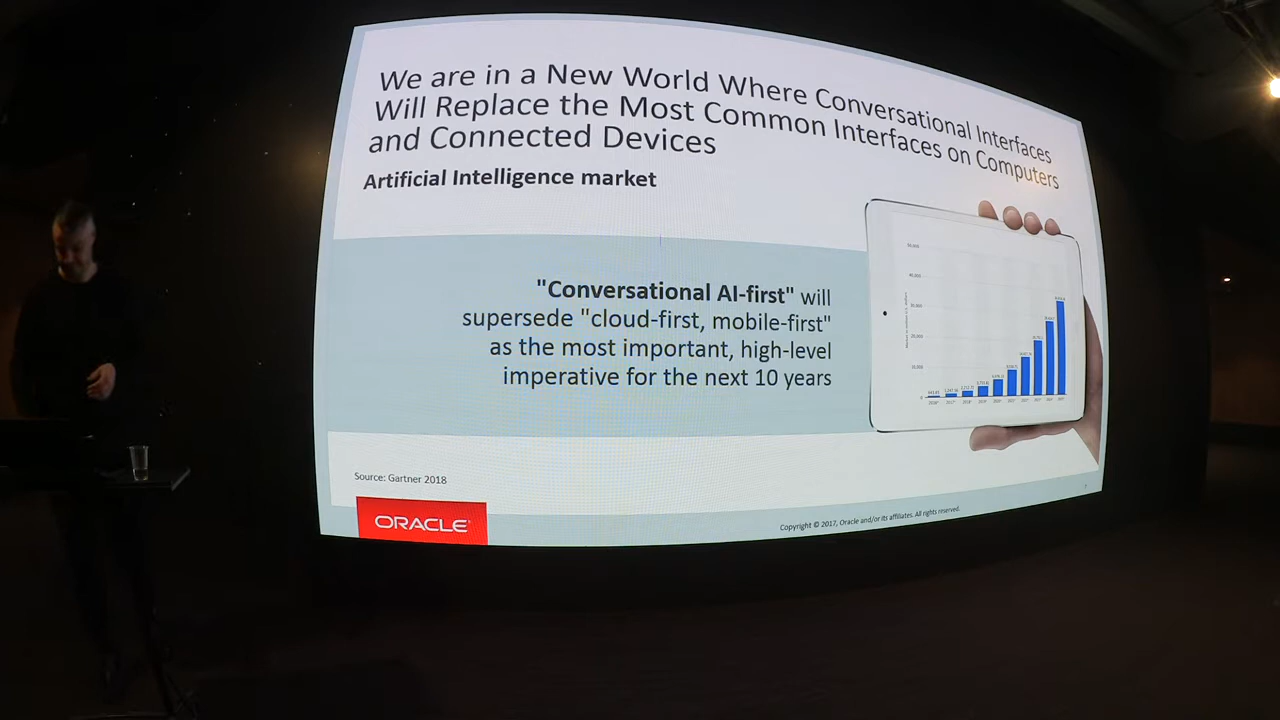 We are in a New World Where Conversational Interfaces
Will Replace the Most Common Interfaces on Computers
and Connected Devices
Artificial Intelligence market
"Conversational AI-first" will
supersede "cloud-first, mobile-first"
as the most important, high-level
imperative for the next 10 years
Source: Gartner 2018
ORACLE
Copyright © 2017, Oracle and/or its affiliates. All rights reserved.